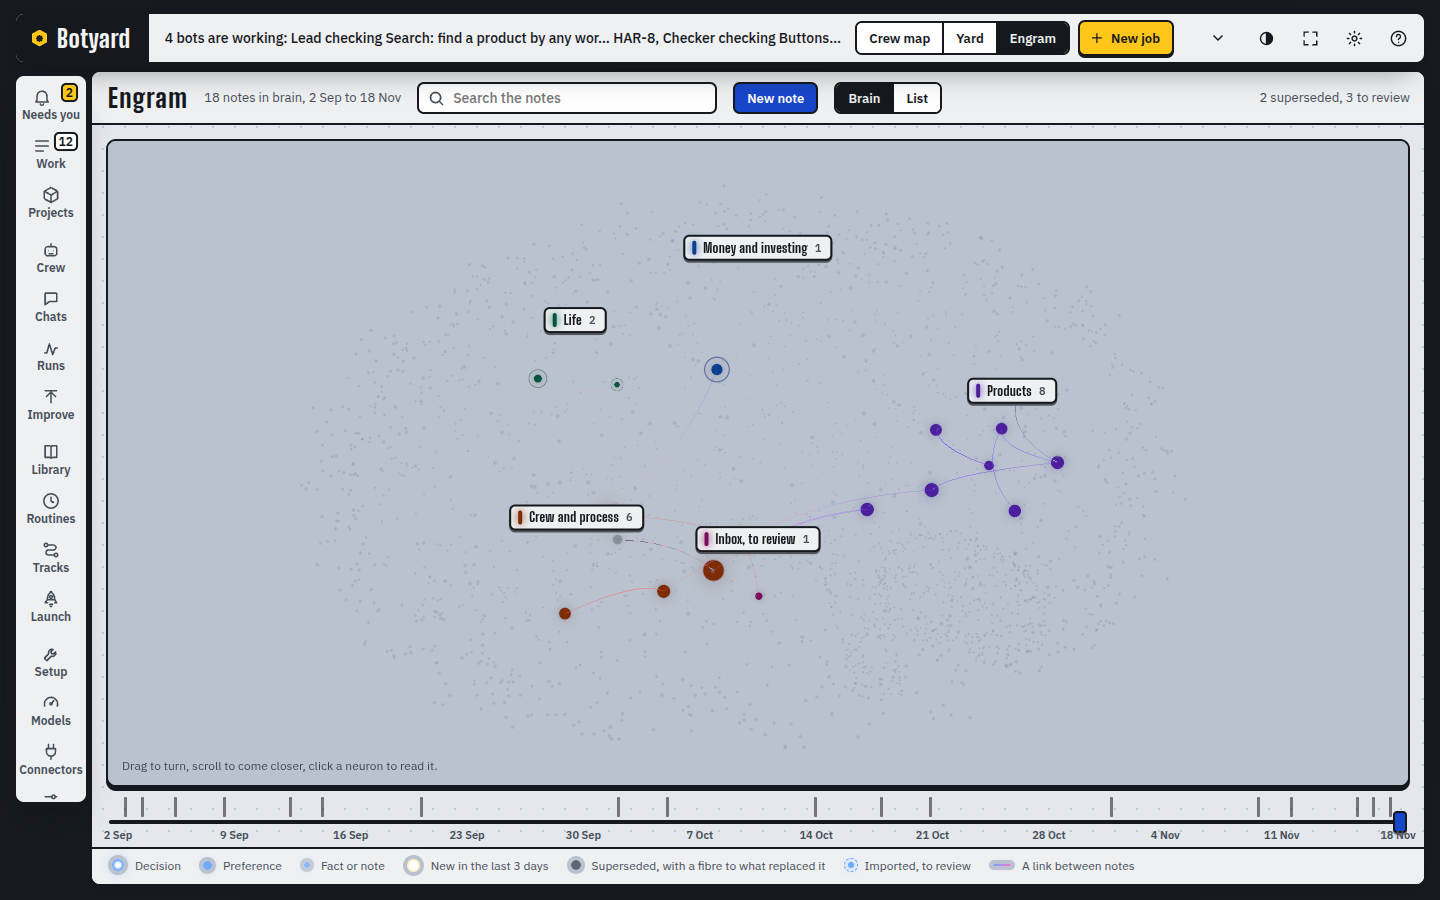 Botyard
4 bots are working: Lead checking Search: find a product by any wor... HAR-8, Checker checking Buttons...
Crew map
Yard
Engram
New job
2
Needs you
12
Work
Projects
Crew
Chats
Runs
Improve
Library
Routines
Tracks
Launch
Setup
Models
Connectors
Engram
18 notes in brain, 2 Sep to 18 Nov
Search the notes
New note
Brain
List
2 superseded, 3 to review
Money and investing 1
Life 2
Products 8
Crew and process 6
Inbox, to review 1
Drag to turn, scroll to come closer, click a neuron to read it.
2 Sep
9 Sep
16 Sep
23 Sep
30 Sep
7 Oct
14 Oct
21 Oct
28 Oct
4 Nov
11 Nov
18 Nov
Decision
Preference
Fact or note
New in the last 3 days
Superseded, with a fibre to what replaced it
Imported, to review
A link between notes